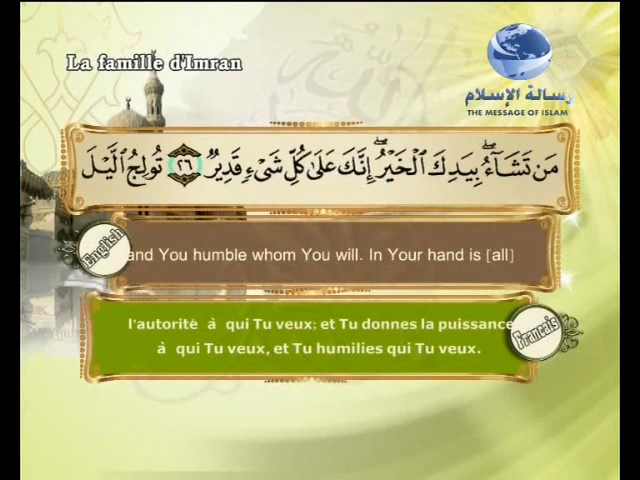 La famille d'Imran
رسالة الإسلام
THE MESSAGE OF ISLAM
مَن تَشَآءُ ۖ بِيَدِكَ ٱلْخَيْرُ ۖ إِنَّكَ عَلَىٰ كُلِّ شَىْءٍ قَدِيرٌ ٢٦ تُولِجُ ٱلَّيْلَ
English
and You humble whom You will. In Your hand is [all]
l'autorité à qui Tu veux; et Tu donnes la puissance
à qui Tu veux, et Tu humilies qui Tu veux.
Francais